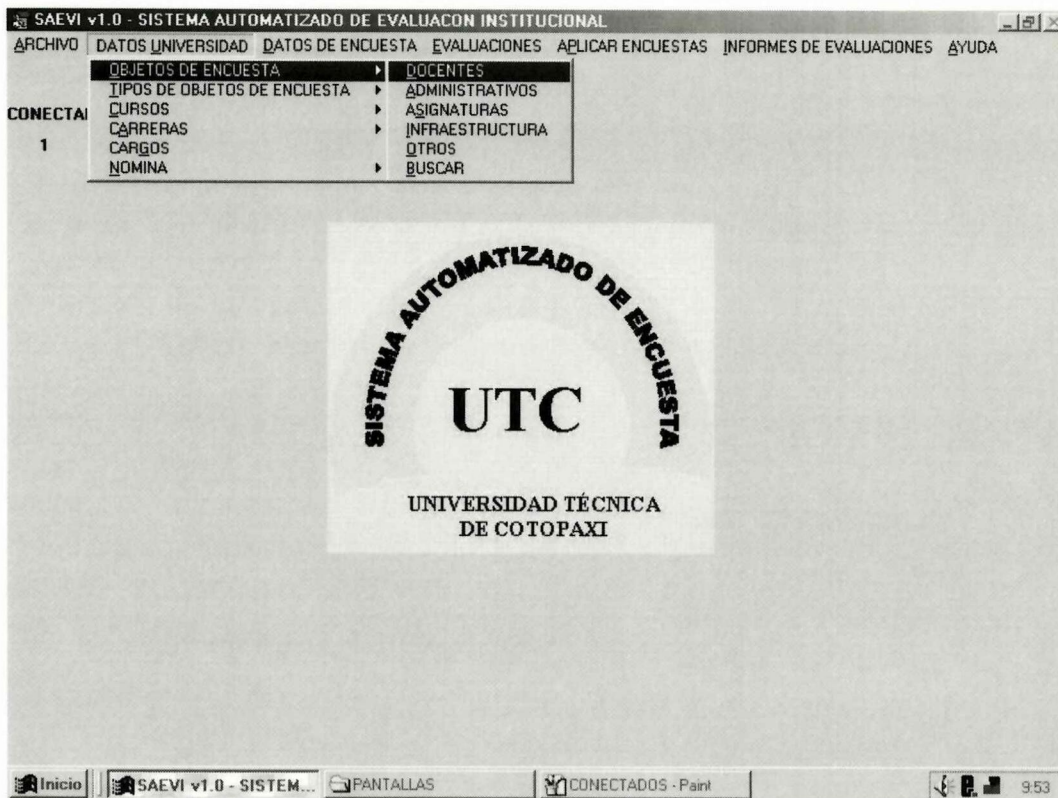 SAEVI v1.0 - SISTEMA AUTOMATIZADO DE EVALUACON INSTITUCIONAL
ARCHIVO DATOS UNIVERSIDAD DATOS DE ENCUESTA EVALUACIONES APLICAR ENCUESTAS INFORMES DE EVALUACIONES AYUDA
OBJETOS DE ENCUESTA
TIPOS DE OBJETOS DE ENCUESTA
CURSOS
CARRERAS
CARGOS
NOMINA
DOCENTES
ADMINISTRATIVOS
ASIGNATURAS
INFRAESTRUCTURA
OTROS
BUSCAR
CONECTA
1
SISTEMA AUTOMATIZADO DE ENCUESTA
UTC
UNIVERSIDAD TÉCNICA
DE COTOPAXI
Inicio SAEVI v1.0 - SISTEM... PANTALLAS CONECTADOS - Paint 9:53